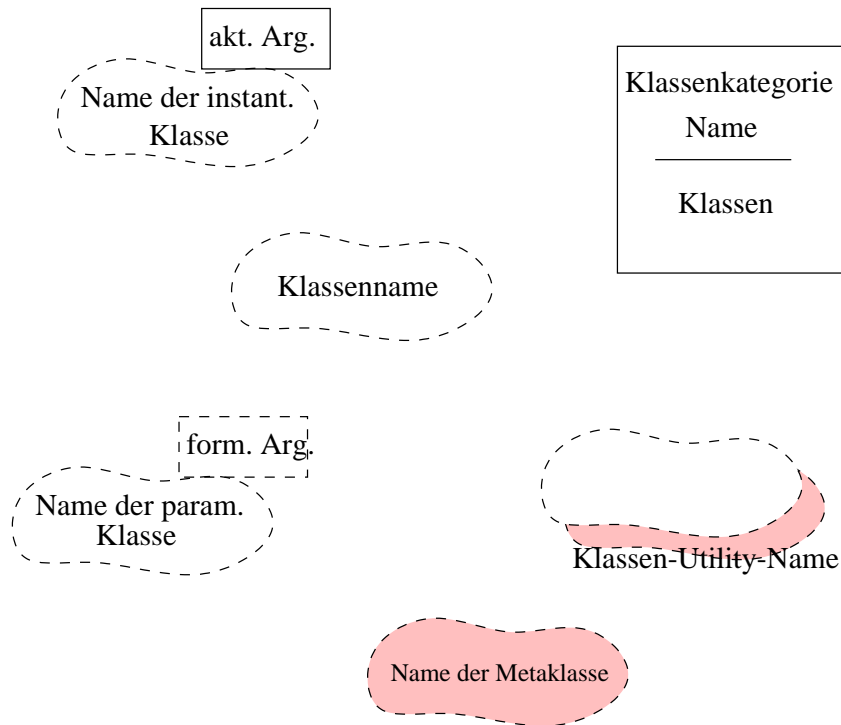 akt. Arg.
Name der instant.
Klasse
Klassenkategorie
Name
Klassen
Klassenname
form. Arg.
Name der param.
Klasse
Klassen-Utility-Name
Name der Metaklasse